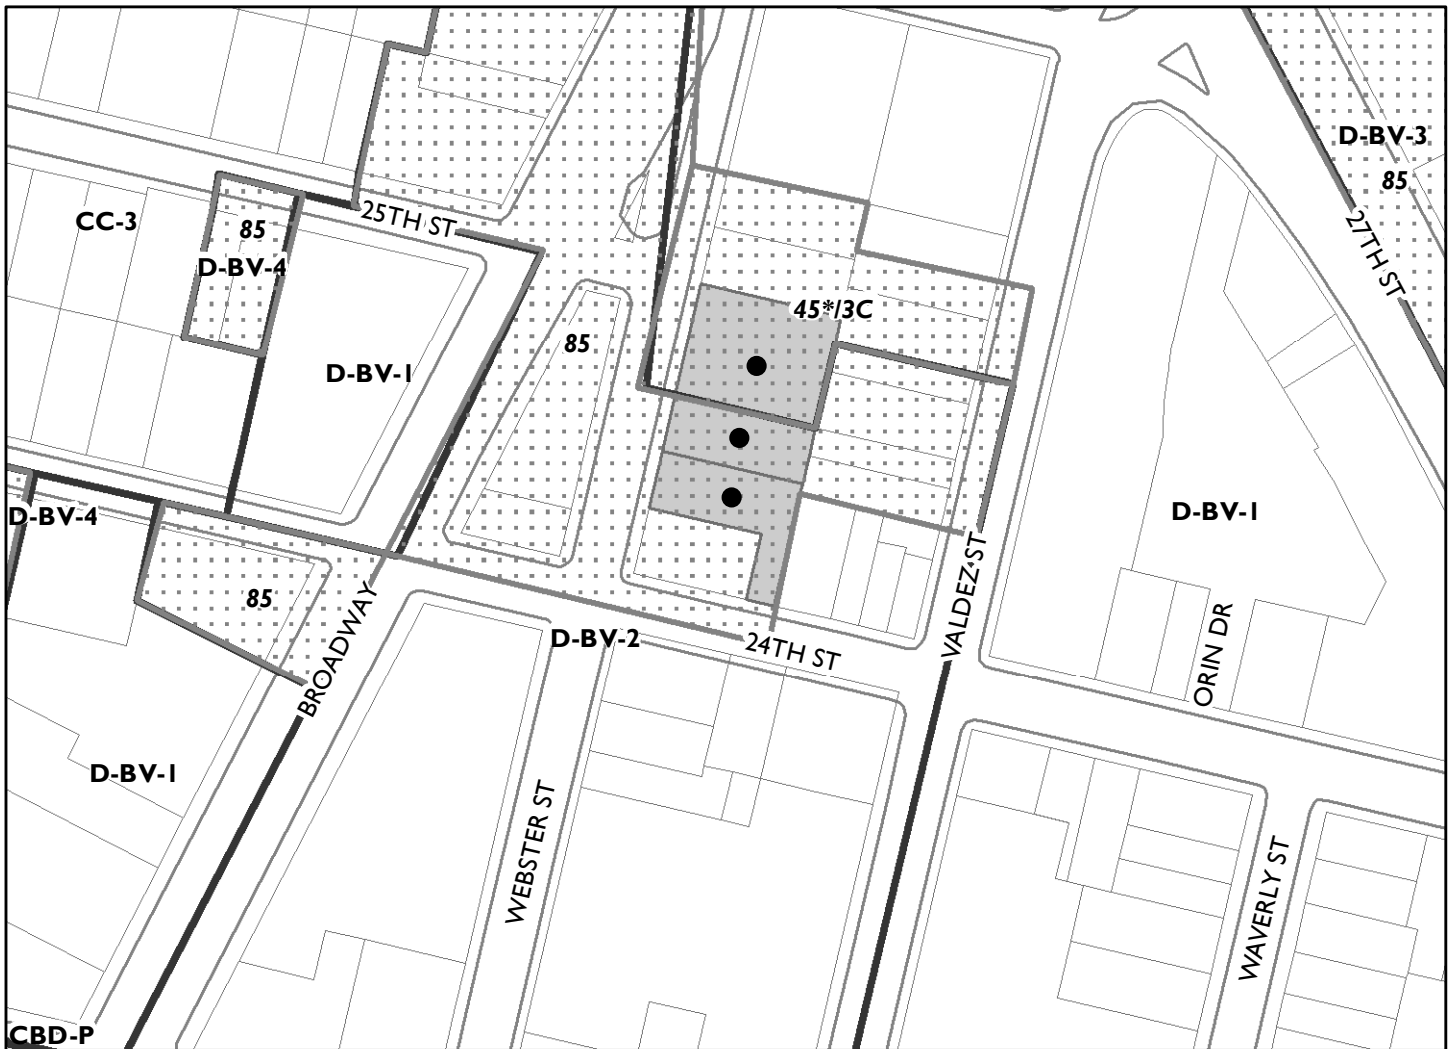 D-BV-3
85
CC-3
85
25TH ST
27TH ST
D-BV-4
45*/3C
85
D-BV-1
D-BV-4
D-BV-1
VALDEZ ST
85
BROADWAY
D-BV-2
24TH ST
ORIN DR
D-BV-1
WEBSTER ST
WAVERLY ST
CBD-P